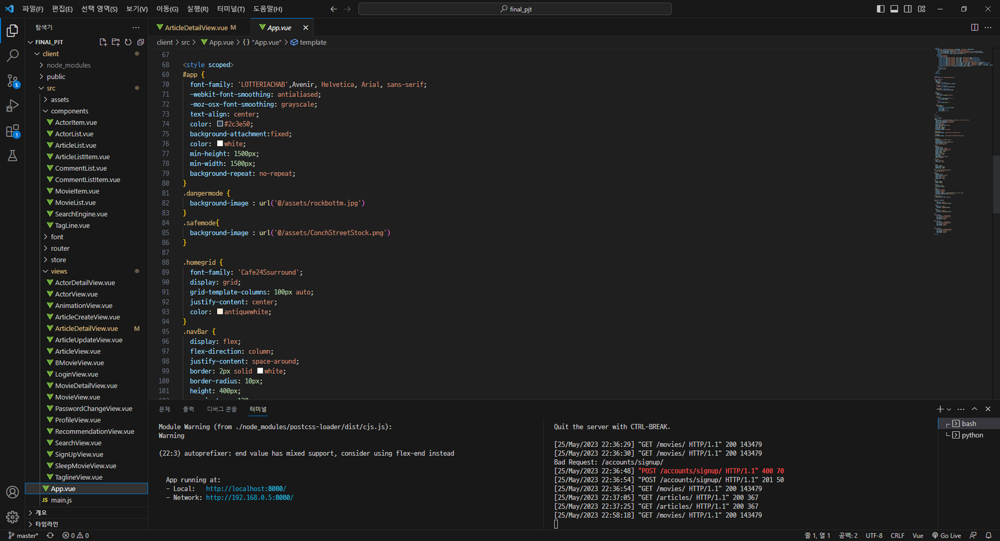 파일(F) 편집(E) 선택 영역(S) 보기(V) 이동(G) 실행(R) 터미널(T) 도움말(H)
final_pjt
탐색기
FINAL_PJT
client
node_modules
public
src
assets
components
ActorItem.vue
ActorList.vue
ArticleList.vue
ArticleListItem.vue
CommentList.vue
CommentListItem.vue
MovieItem.vue
MovieList.vue
SearchEngine.vue
TagLine.vue
font
router
store
views
ActorDetailView.vue
ActorView.vue
AnimationView.vue
ArticleCreateView.vue
ArticleDetailView.vue M
ArticleUpdateView.vue
ArticleView.vue
BMovieView.vue
LoginView.vue
MovieDetailView.vue
MovieView.vue
PasswordChangeView.vue
ProfileView.vue
RecommendationView.vue
SearchView.vue
SignUpView.vue
SleepMovieView.vue
TaglineView.vue
App.vue
JS main.js
개요
타임라인
5
1
ArticleDetailView.vue M App.vue
client > src > App.vue > {} "App.vue" > template
67
68 <style scoped>
69 #app {
70 font-family: 'LOTTERIACHAB',Avenir, Helvetica, Arial, sans-serif;
71 -webkit-font-smoothing: antialiased;
72 -moz-osx-font-smoothing: grayscale;
73 text-align: center;
74 color: #2c3e50;
75 background-attachment:fixed;
76 color: white;
77 min-height: 1500px;
78 min-width: 1500px;
79 background-repeat: no-repeat;
80 }
81 .dangermode {
82 background-image : url('@/assets/rockbottm.jpg')
83 }
84 .safemode{
85 background-image : url('@/assets/ConchStreetStock.png')
86 }
87
88 .homegrid {
89 font-family: 'Cafe24Ssurround';
90 display: grid;
91 grid-template-columns: 100px auto;
92 justify-content: center;
93 color: antiquewhite;
94 }
95 .navBar {
96 display: flex;
97 flex-direction: column;
98 justify-content: space-around;
99 border: 2px solid white;
100 border-radius: 10px;
101 height: 400px;
문제 출력 디버그 콘솔 터미널
Module Warning (from ./node_modules/postcss-loader/dist/cjs.js):
Warning
(22:3) autoprefixer: end value has mixed support, consider using flex-end instead
App running at:
- Local: http://localhost:8080/
- Network: http://192.168.0.5:8080/
Quit the server with CTRL-BREAK.
[25/May/2023 22:36:29] "GET /movies/ HTTP/1.1" 200 143479
[25/May/2023 22:36:30] "GET /movies/ HTTP/1.1" 200 143479
Bad Request: /accounts/signup/
[25/May/2023 22:36:48] "POST /accounts/signup/ HTTP/1.1" 400 70
[25/May/2023 22:36:54] "POST /accounts/signup/ HTTP/1.1" 201 50
[25/May/2023 22:36:54] "GET /movies/ HTTP/1.1" 200 143479
[25/May/2023 22:37:05] "GET /articles/ HTTP/1.1" 200 367
[25/May/2023 22:37:25] "GET /articles/ HTTP/1.1" 200 367
[25/May/2023 22:58:18] "GET /movies/ HTTP/1.1" 200 143479
bash
python
master* 0 0 줄 1, 열 1 공백: 2 UTF-8 CRLF Vue Go Live